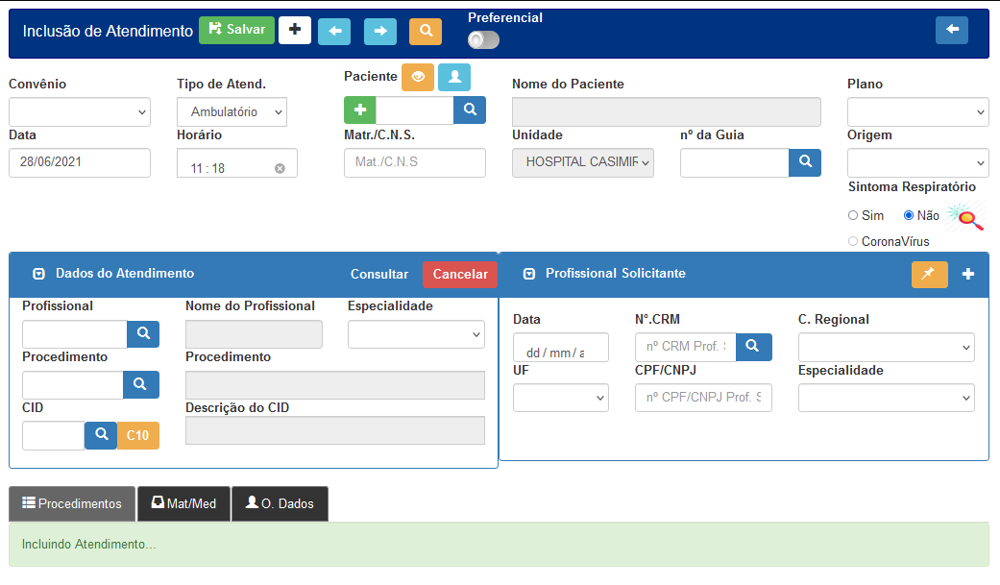 Inclusão de Atendimento Salvar Preferencial
Convênio Tipo de Atend. Paciente Nome do Paciente Plano
Ambulatório
Data Horário Matr./C.N.S. Unidade nº da Guia Origem
28/06/2021 11 : 18 Mat./C.N.S HOSPITAL CASIMIR
Sintoma Respiratório
Sim Não
CoronaVírus
Dados do Atendimento Consultar Cancelar Profissional Solicitante
Profissional Nome do Profissional Especialidade
Data Nº.CRM C. Regional
dd / mm / a nº CRM Prof. S
Procedimento Procedimento
UF CPF/CNPJ Especialidade
nº CPF/CNPJ Prof. S
CID Descrição do CID
C10
Procedimentos Mat/Med O. Dados
Incluindo Atendimento...